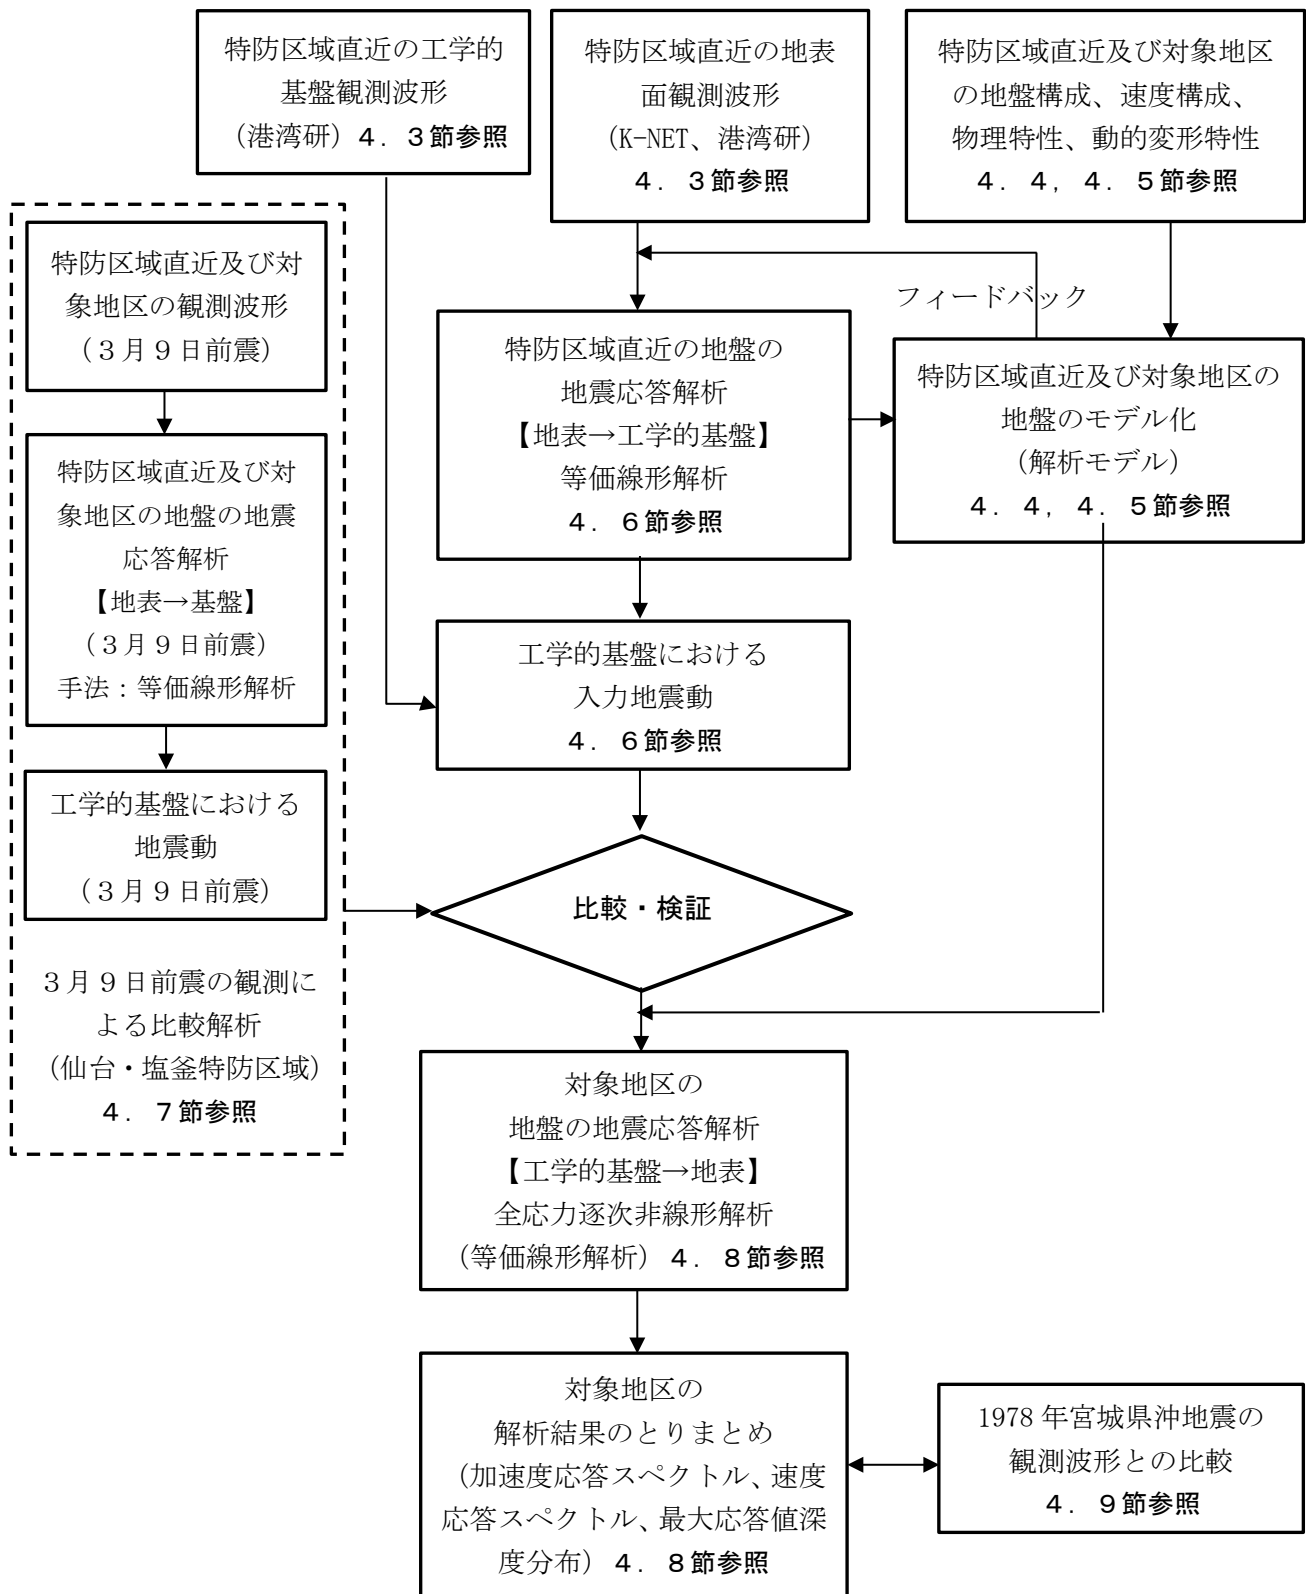 特防区域直近の工学的
基盤観測波形
（港湾研）４．３節参照
特防区域直近の地表
面観測波形
（K-NET、港湾研）
４．３節参照
特防区域直近及び対象地区
の地盤構成、速度構成、
物理特性、動的変形特性
４．４，４．５節参照
特防区域直近及び対
象地区の観測波形
（３月９日前震）
特防区域直近及び対
象地区の地盤の地震
応答解析
【地表→基盤】
（３月９日前震）
手法：等価線形解析
工学的基盤における
地震動
（３月９日前震）
３月９日前震の観測に
よる比較解析
（仙台・塩釜特防区域）
４．７節参照
フィードバック
特防区域直近の地盤の
地震応答解析
【地表→工学的基盤】
等価線形解析
４．６節参照
特防区域直近及び対象地区の
地盤のモデル化
（解析モデル）
４．４，４．５節参照
工学的基盤における
入力地震動
４．６節参照
比較・検証
対象地区の
地盤の地震応答解析
【工学的基盤→地表】
全応力逐次非線形解析
（等価線形解析）４．８節参照
対象地区の
解析結果のとりまとめ
（加速度応答スペクトル、速度
応答スペクトル、最大応答値深
度分布）４．８節参照
1978 年宮城県沖地震の
観測波形との比較
４．９節参照